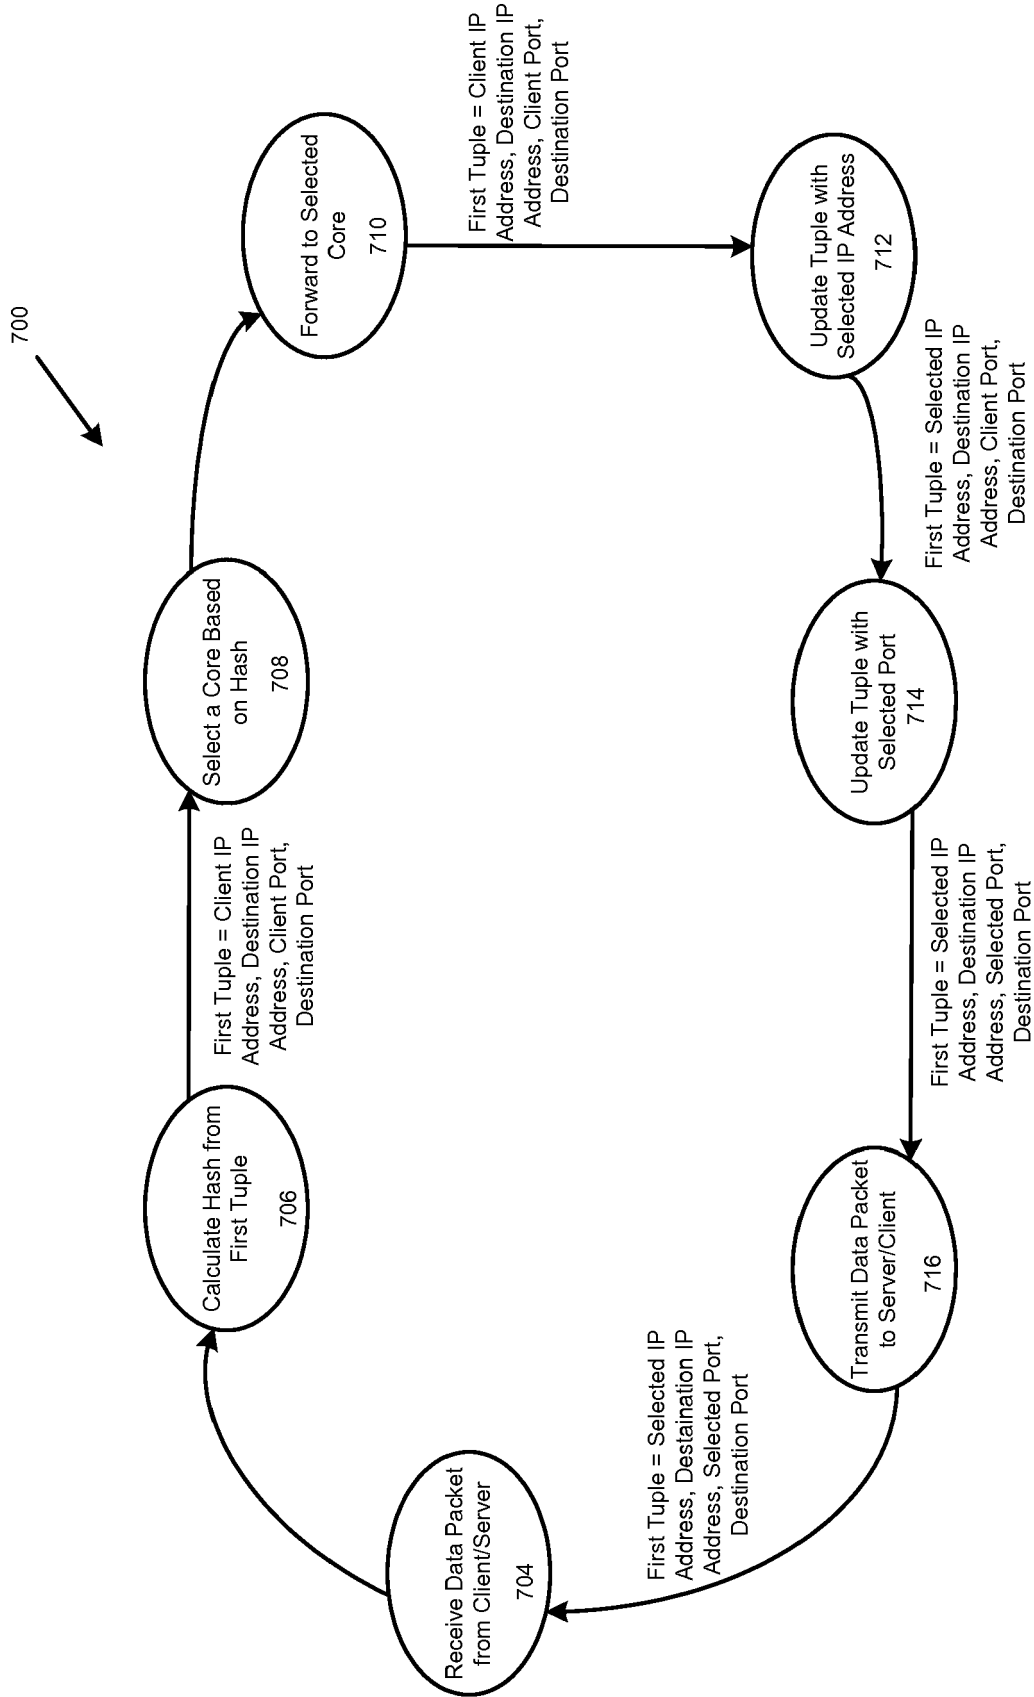 700
Receive Data Packet
from Client/Server
704
Calculate Hash from
First Tuple
706
First Tuple = Client IP
Address, Destination IP
Address, Client Port,
Destination Port
Select a Core Based
on Hash
708
Forward to Selected
Core
710
First Tuple = Client IP
Address, Destination IP
Address, Client Port,
Destination Port
Update Tuple with
Selected IP Address
712
First Tuple = Selected IP
Address, Destination IP
Address, Client Port,
Destination Port
Update Tuple with
Selected Port
714
First Tuple = Selected IP
Address, Destination IP
Address, Selected Port,
Destination Port
Transmit Data Packet
to Server/Client
716
First Tuple = Selected IP
Address, Destaination IP
Address, Selected Port,
Destination Port